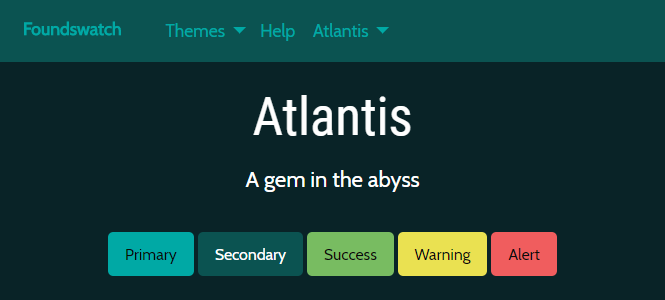 Foundswatch Themes Help Atlantis
Atlantis
A gem in the abyss
Primary Secondary Success Warning Alert